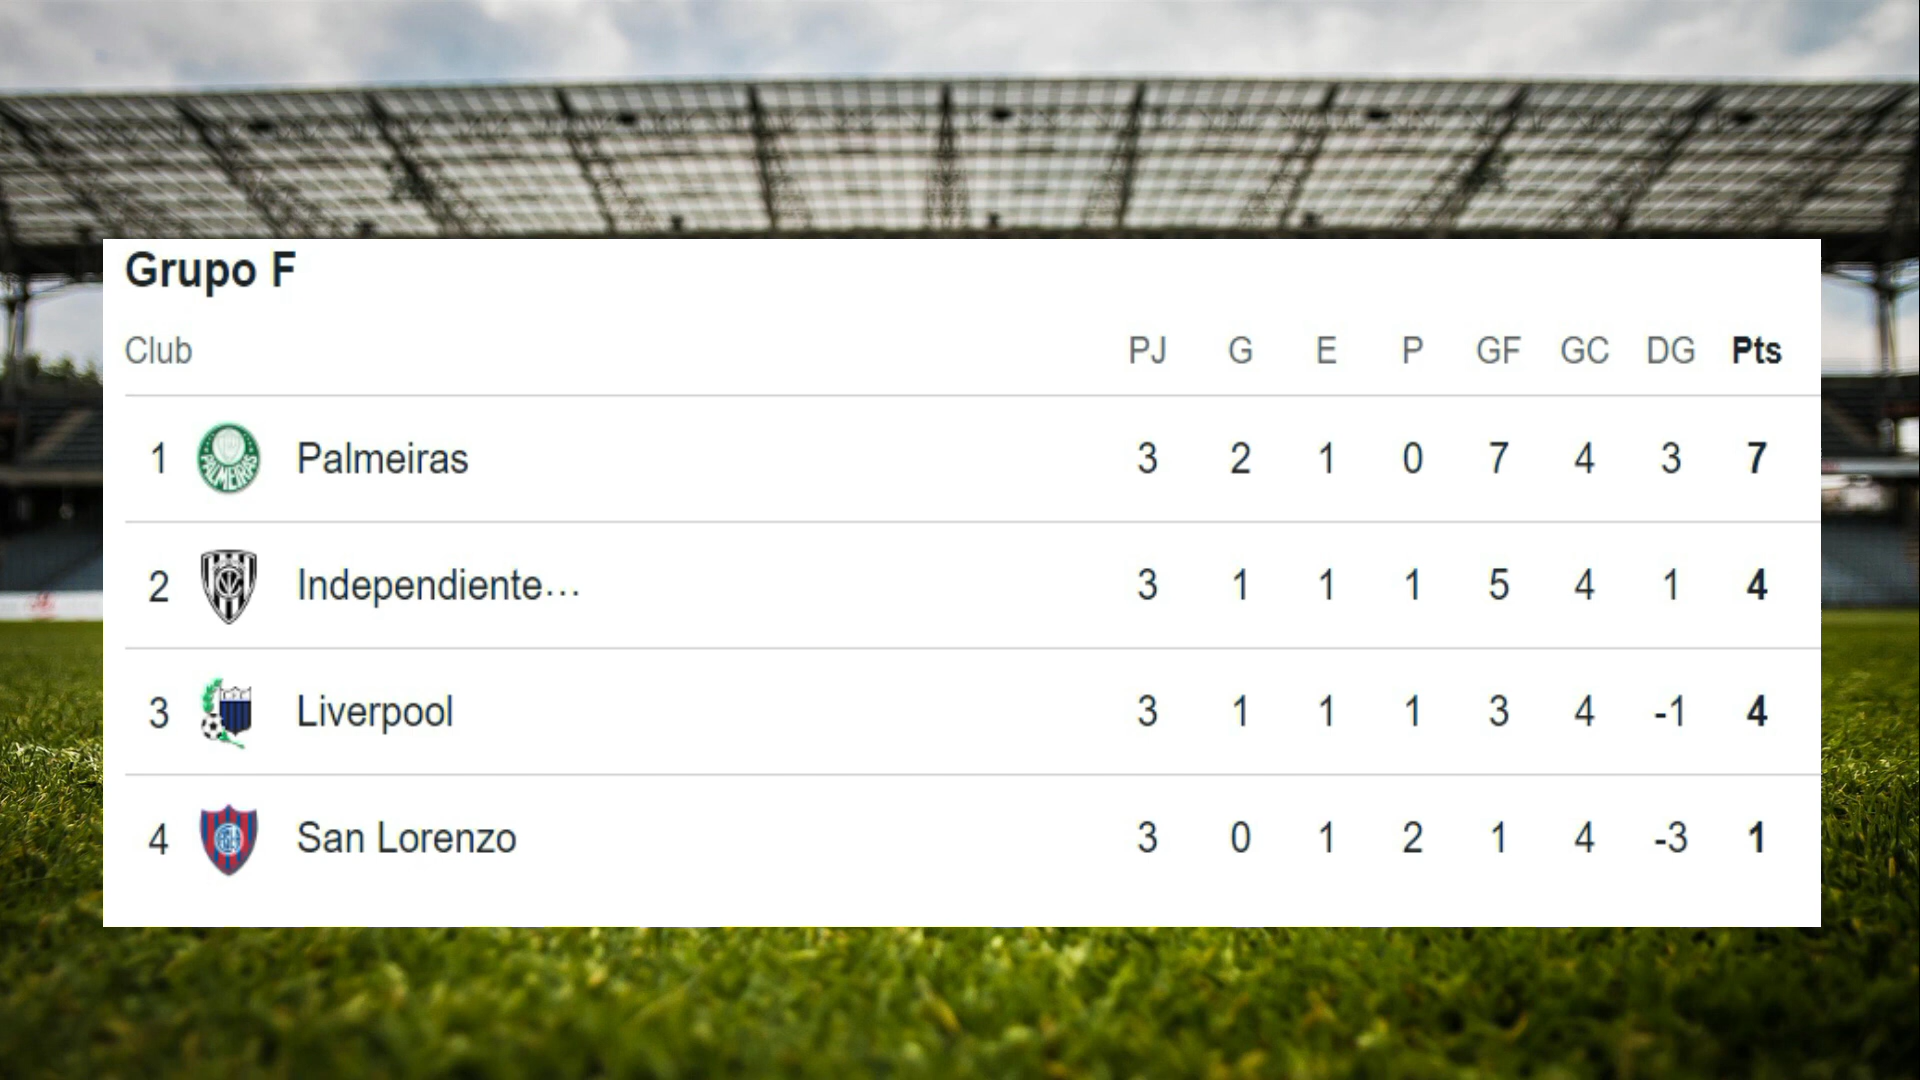 Grupo F
Club PJ G E P GF GC DG Pts
1 PALMEIRAS Palmeiras 3 2 1 0 7 4 3 7
2 Independiente... 3 1 1 1 5 4 1 4
3 Liverpool 3 1 1 1 3 4 -1 4
4 San Lorenzo 3 0 1 2 1 4 -3 1